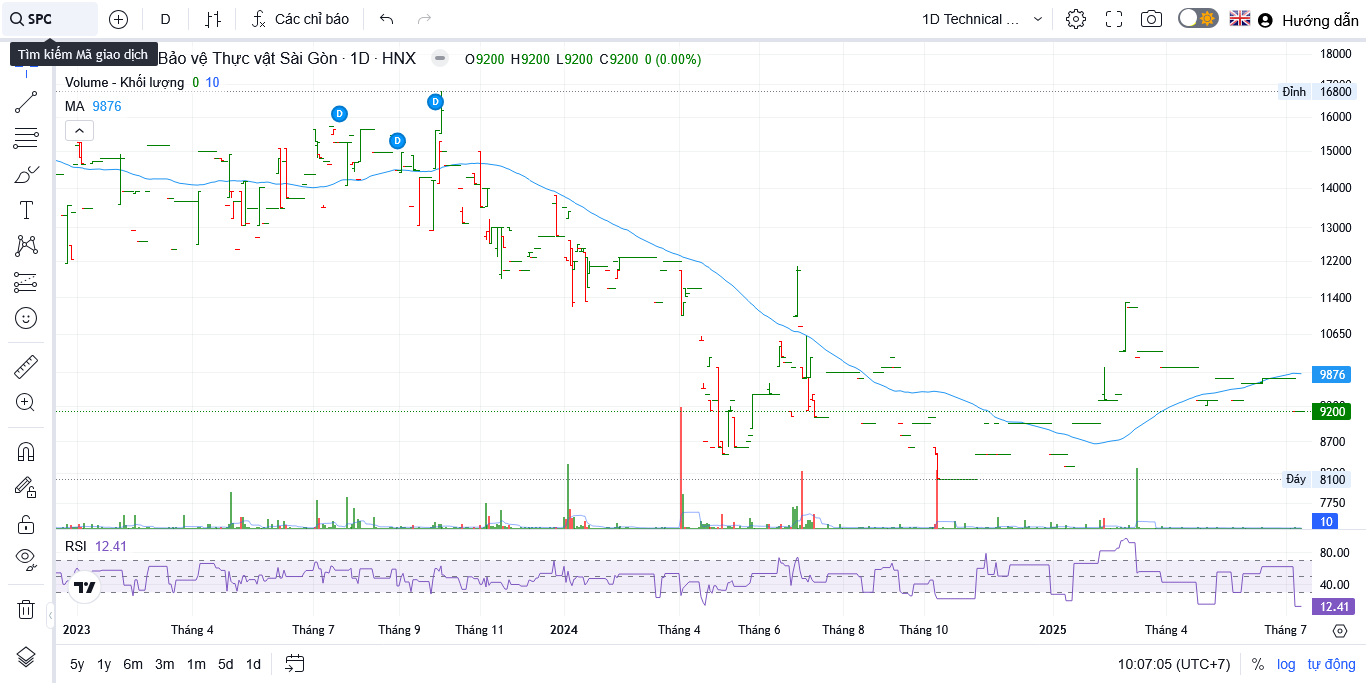 SPC
D
Các chỉ báo
1D Technical ...
Hướng dẫn
Tìm kiếm Mã giao dịch
Bảo vệ Thực vật Sài Gòn · 1D · HNX
O9200 H9200 L9200 C9200 0 (0.00%)
Volume - Khối lượng 0 10
MA 9876
D
D
D
18000
Đỉnh 16800
16000
15000
14000
13000
12200
11400
10650
9876
9200
8700
Đáy 8100
7750
10
RSI 12.41
80.00
40.00
12.41
2023 Tháng 4 Tháng 7 Tháng 9 Tháng 11 2024 Tháng 4 Tháng 6 Tháng 8 Tháng 10 2025 Tháng 4 Tháng 7
5y 1y 6m 3m 1m 5d 1d
10:07:05 (UTC+7) % log tự động